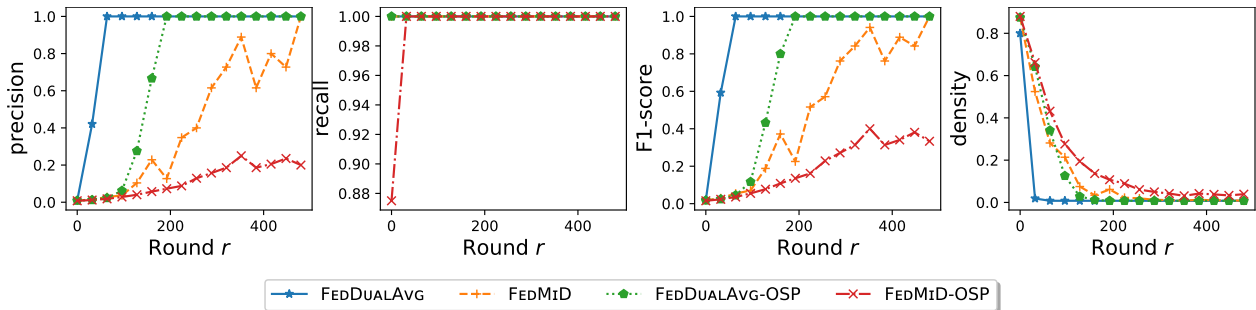 precision
1.0
0.8
0.6
0.4
0.2
0.0
0 200 400
Round r
recall
1.00
0.98
0.96
0.94
0.92
0.90
0.88
0 200 400
Round r
F1-score
1.0
0.8
0.6
0.4
0.2
0.0
0 200 400
Round r
density
0.8
0.6
0.4
0.2
0.0
0 200 400
Round r
FEDDUALAVG FEDMID FEDDUALAVG-OSP FEDMID-OSP